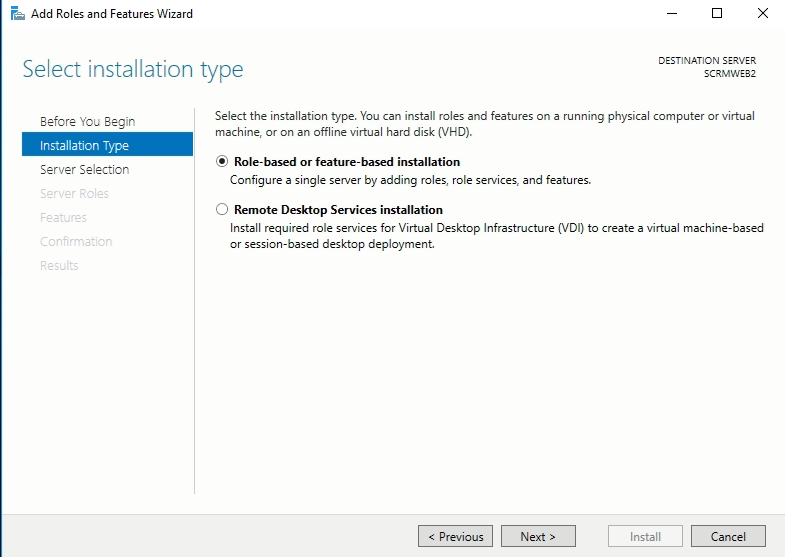 Add Roles and Features Wizard
Select installation type
DESTINATION SERVER
SCRMWEB2
Before You Begin
Installation Type
Server Selection
Server Roles
Features
Confirmation
Results
Select the installation type. You can install roles and features on a running physical computer or virtual
machine, or on an offline virtual hard disk (VHD).
Role-based or feature-based installation
Configure a single server by adding roles, role services, and features.
Remote Desktop Services installation
Install required role services for Virtual Desktop Infrastructure (VDI) to create a virtual machine-based
or session-based desktop deployment.
< Previous
Next >
Install
Cancel